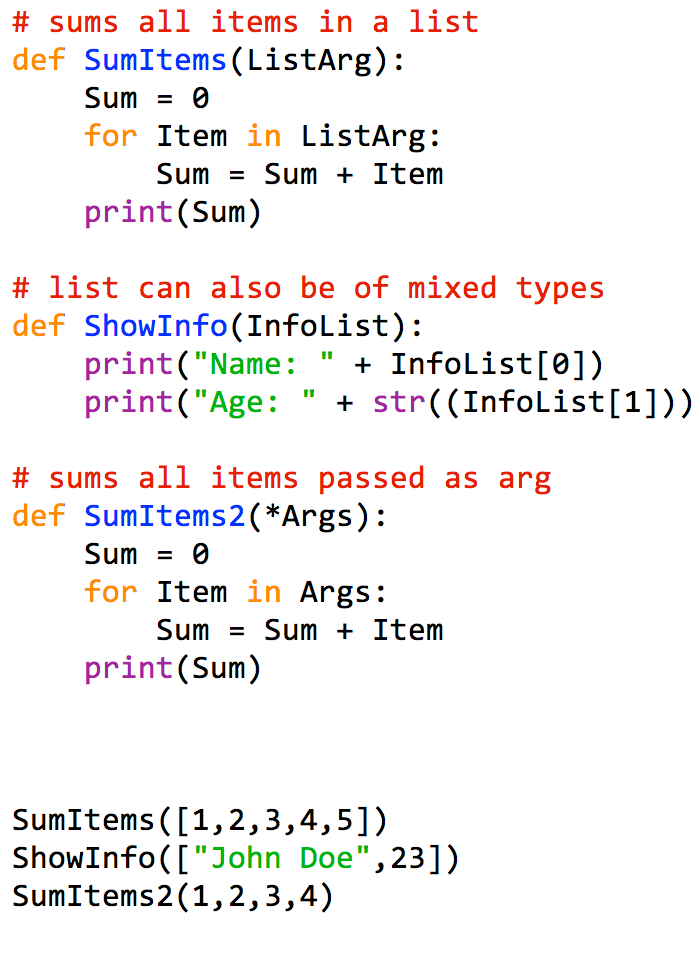 # sums all items in a list
def SumItems(ListArg):
    Sum = 0
    for Item in ListArg:
        Sum = Sum + Item
    print(Sum)

# list can also be of mixed types
def ShowInfo(InfoList):
    print("Name: " + InfoList[0])
    print("Age: " + str((InfoList[1]))

# sums all items passed as arg
def SumItems2(*Args):
    Sum = 0
    for Item in Args:
        Sum = Sum + Item
    print(Sum)

SumItems([1,2,3,4,5])
ShowInfo(["John Doe",23])
SumItems2(1,2,3,4)